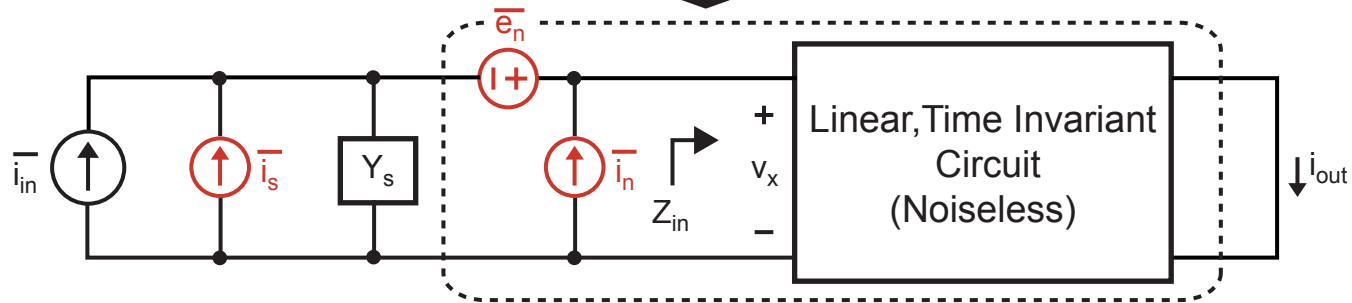 e_n
− +
i_in
i_s
Y_s
i_n
Z_in
+
v_x
−
Linear,Time Invariant
Circuit
(Noiseless)
i_out